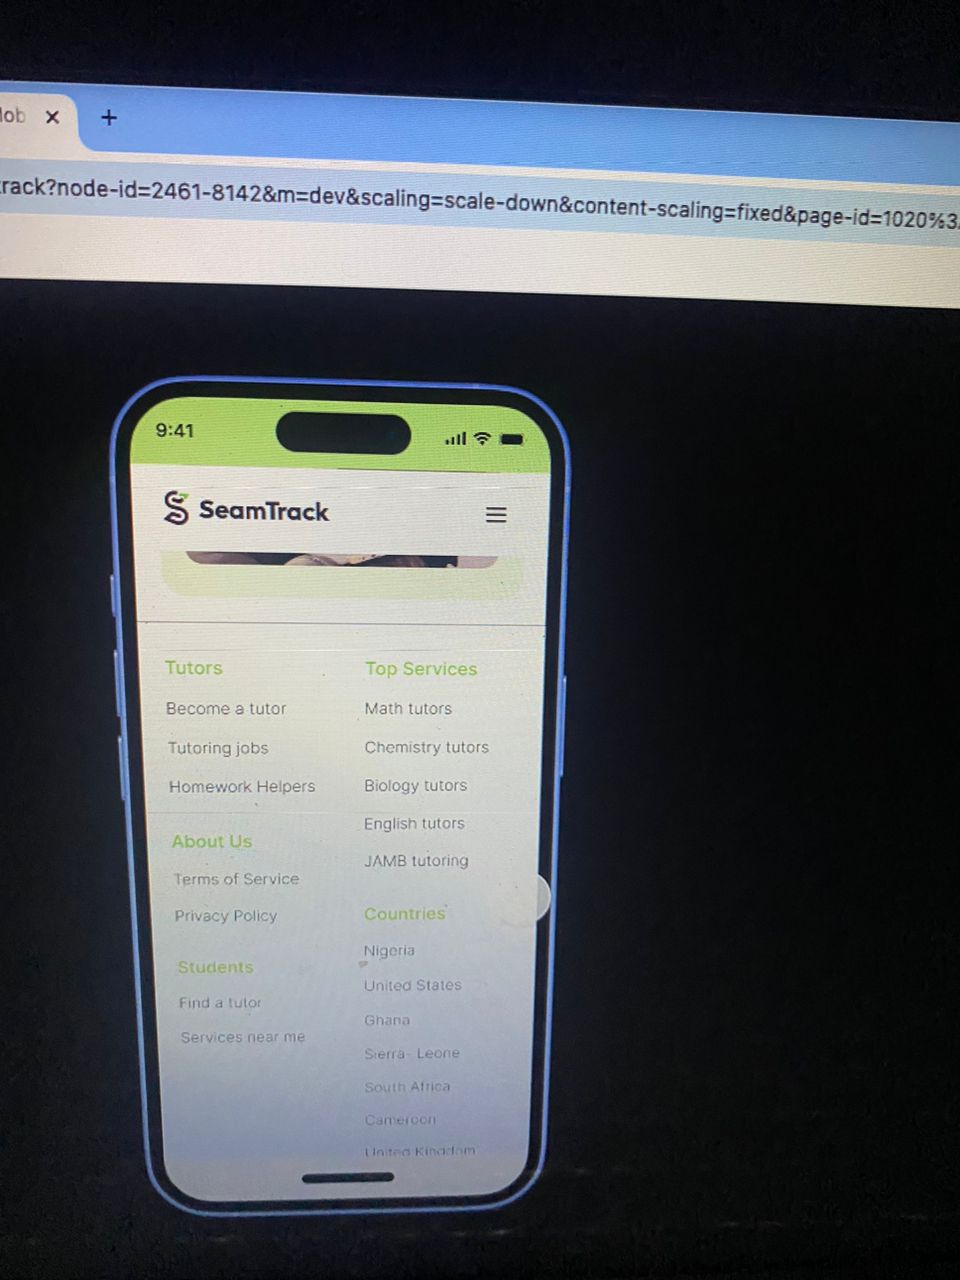 lob
rack?node-id=2461-8142&m=dev&scaling=scale-down&content-scaling=fixed&page-id=1020%3
9:41
SeamTrack
Tutors
Become a tutor
Tutoring jobs
Homework Helpers
About Us
Terms of Service
Privacy Policy
Students
Find a tutor
Services near me
Top Services
Math tutors
Chemistry tutors
Biology tutors
English tutors
JAMB tutoring
Countries
Nigeria
United States
Ghana
Sierra- Leone
South Africa
Cameroon
United Kingdom